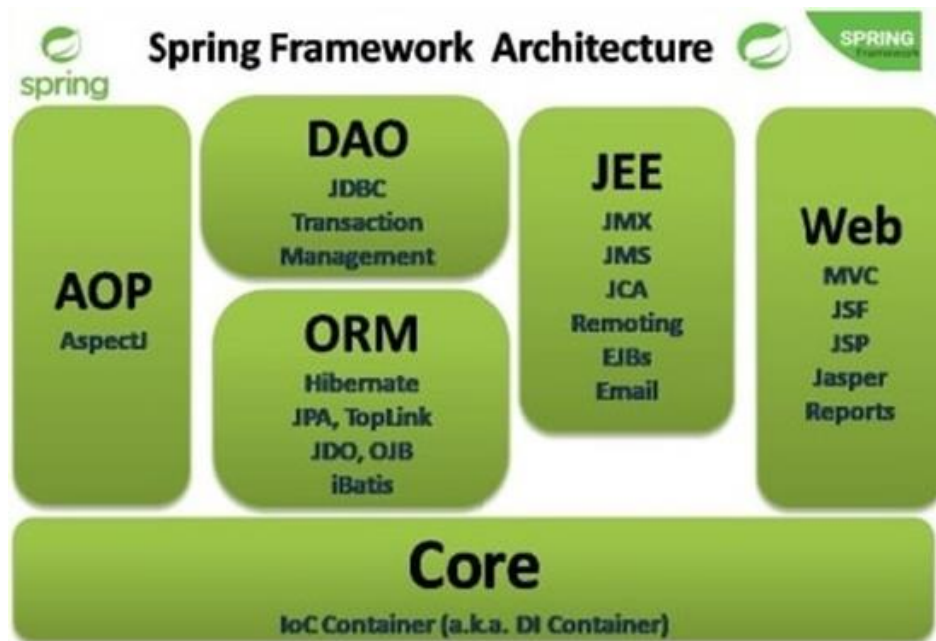 spring
Spring Framework Architecture
SPRING
Framework
AOP
AspectJ
DAO
JDBC
Transaction
Management
ORM
Hibernate
JPA, TopLink
JDO, OJB
iBatis
JEE
JMX
JMS
JCA
Remoting
EJBs
Email
Web
MVC
JSF
JSP
Jasper
Reports
Core
IoC Container (a.k.a. DI Container)